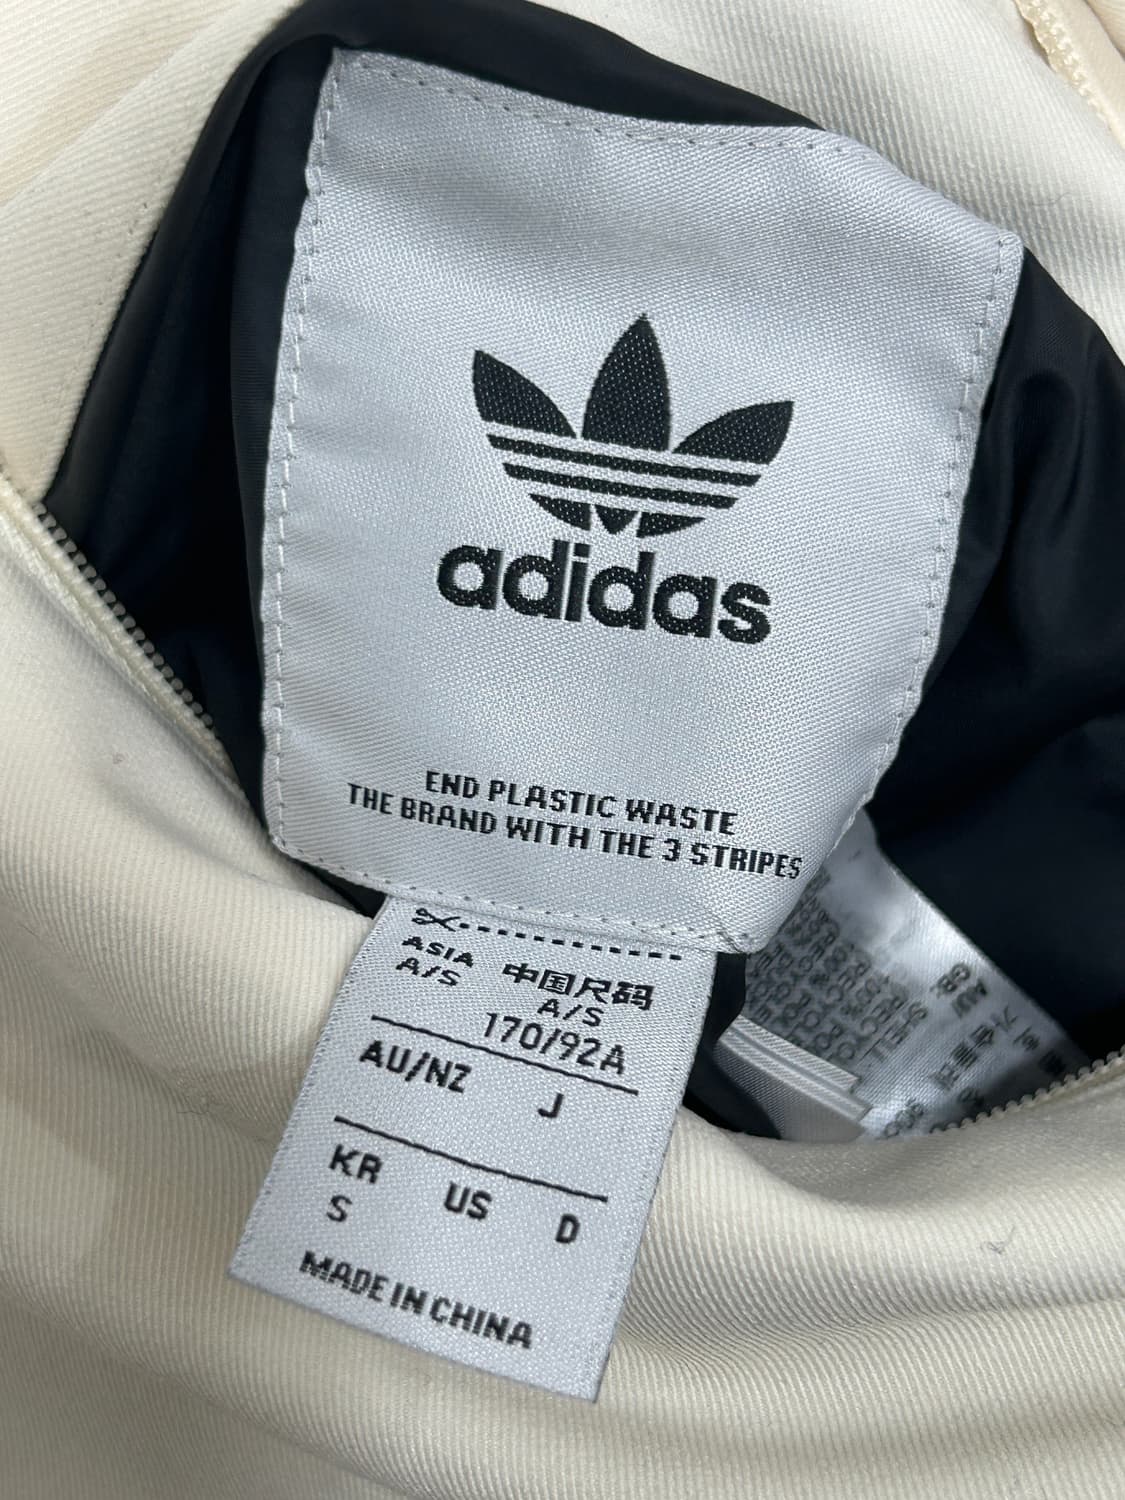 adidas
END PLASTIC WASTE
THE BRAND WITH THE 3 STRIPES
ASIA 中国尺码
A/S A/S
170/92A
AU/NZ J
KR US D
S
MADE IN CHINA